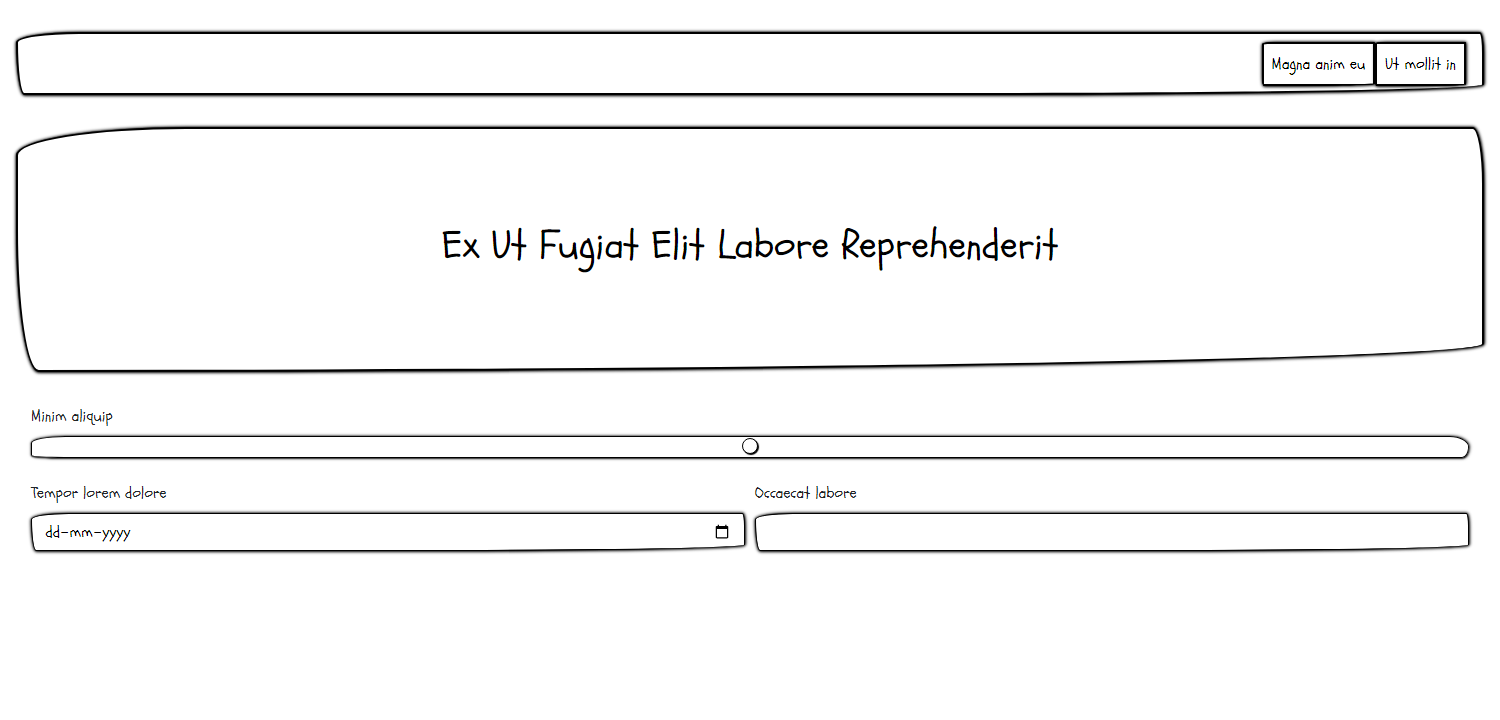 Magna anim eu
Ut mollit in
Ex Ut Fugiat Elit Labore Reprehenderit
Minim aliquip
Tempor lorem dolore
Occaecat labore
dd-mm-yyyy